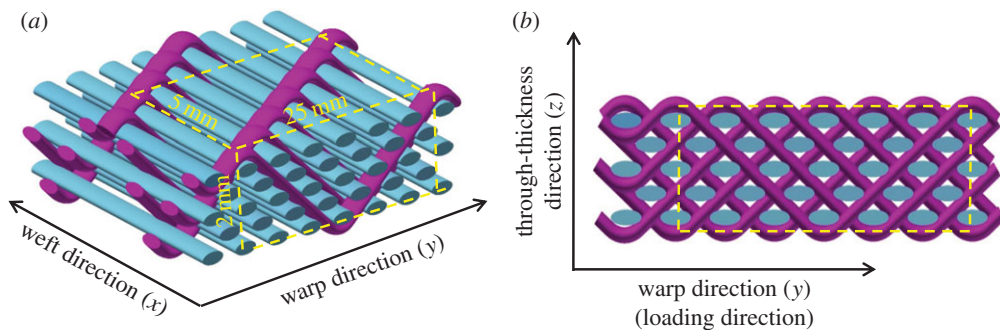 (a)
5 mm
25 mm
2 mm
weft direction (x)
warp direction (y)
(b)
through-thickness
direction (z)
warp direction (y)
(loading direction)